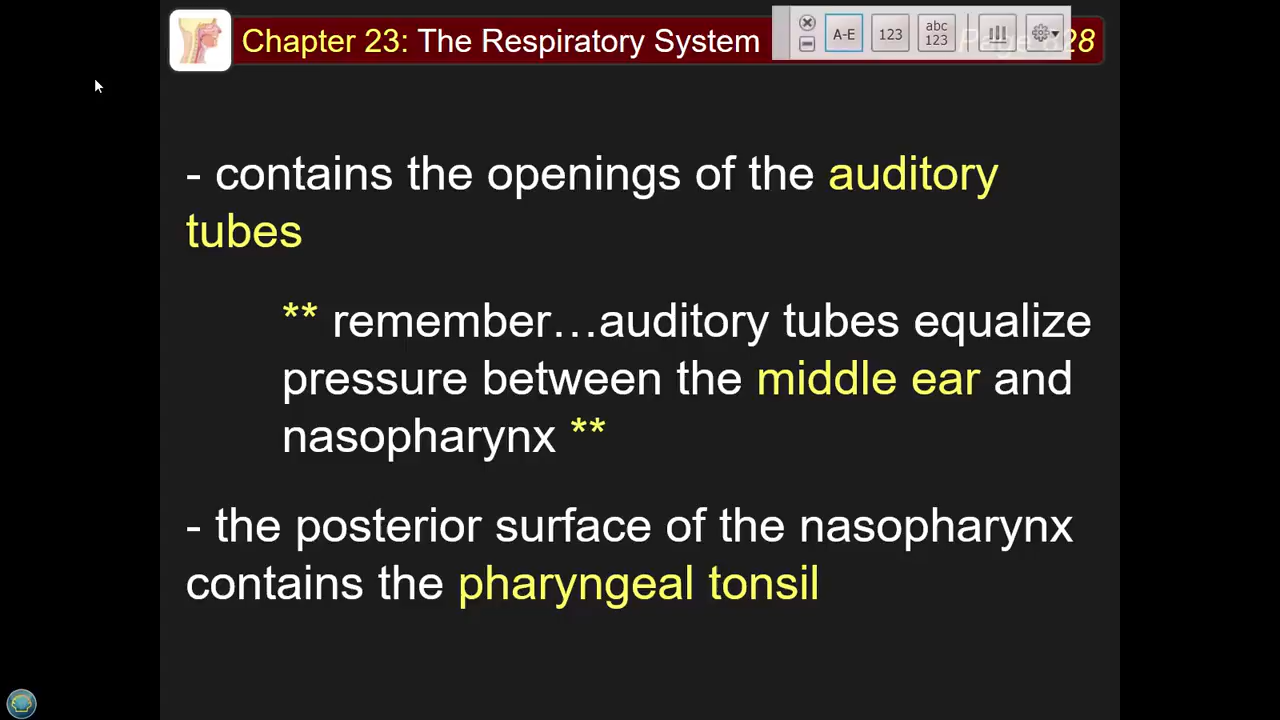 Chapter 23: The Respiratory System
A-E
123
abc
123
- contains the openings of the auditory
tubes
** remember…auditory tubes equalize
pressure between the middle ear and
nasopharynx **
- the posterior surface of the nasopharynx
contains the pharyngeal tonsil